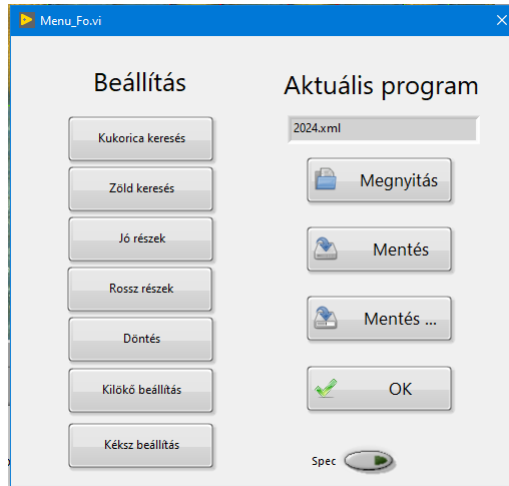 Menu_Fo.vi
Beállítás
Kukorica keresés
Zöld keresés
Jó részek
Rossz részek
Döntés
Kilökő beállítás
Kéksz beállítás
Aktuális program
2024.xml
Megnyitás
Mentés
Mentés ...
OK
Spec